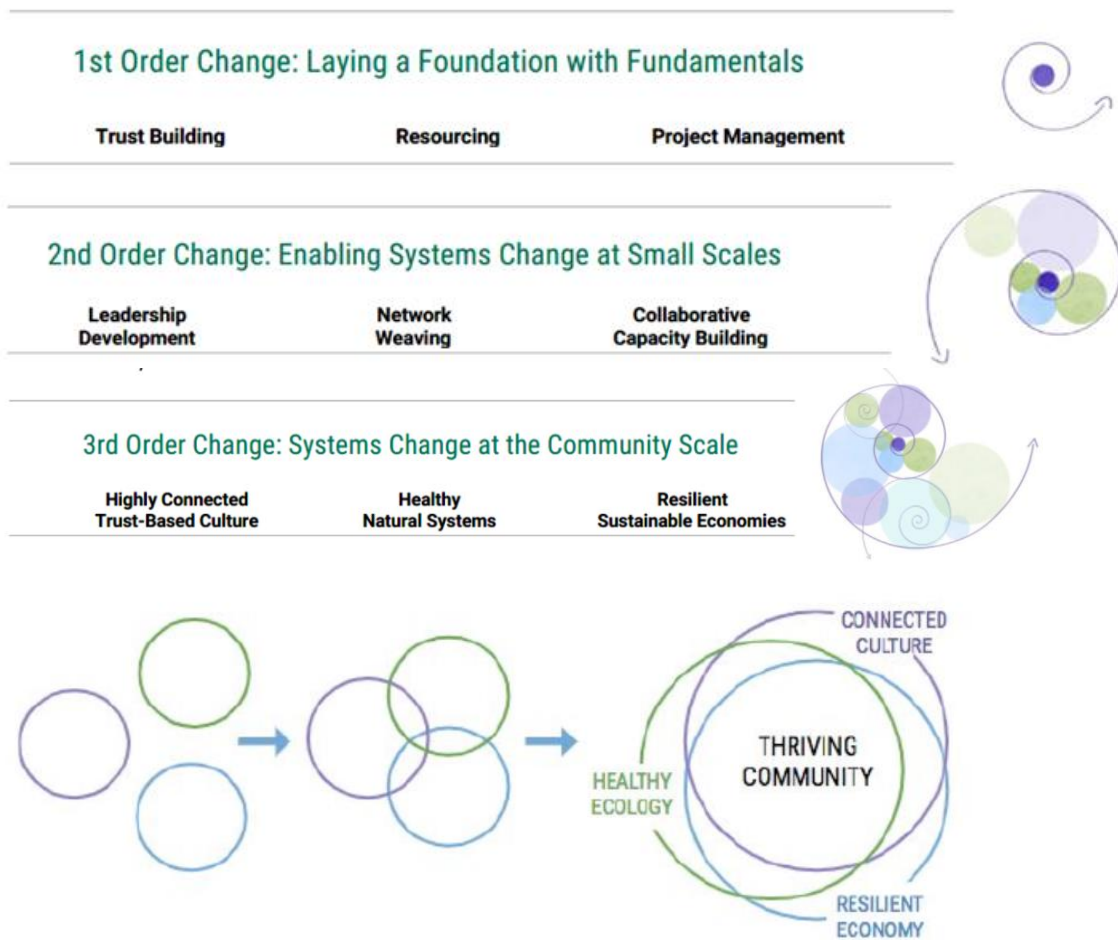 1st Order Change: Laying a Foundation with Fundamentals
Trust Building Resourcing Project Management
2nd Order Change: Enabling Systems Change at Small Scales
Leadership Development
Network Weaving
Collaborative Capacity Building
3rd Order Change: Systems Change at the Community Scale
Highly Connected Trust-Based Culture
Healthy Natural Systems
Resilient Sustainable Economies
CONNECTED
CULTURE
THRIVING
COMMUNITY
HEALTHY
ECOLOGY
RESILIENT
ECONOMY